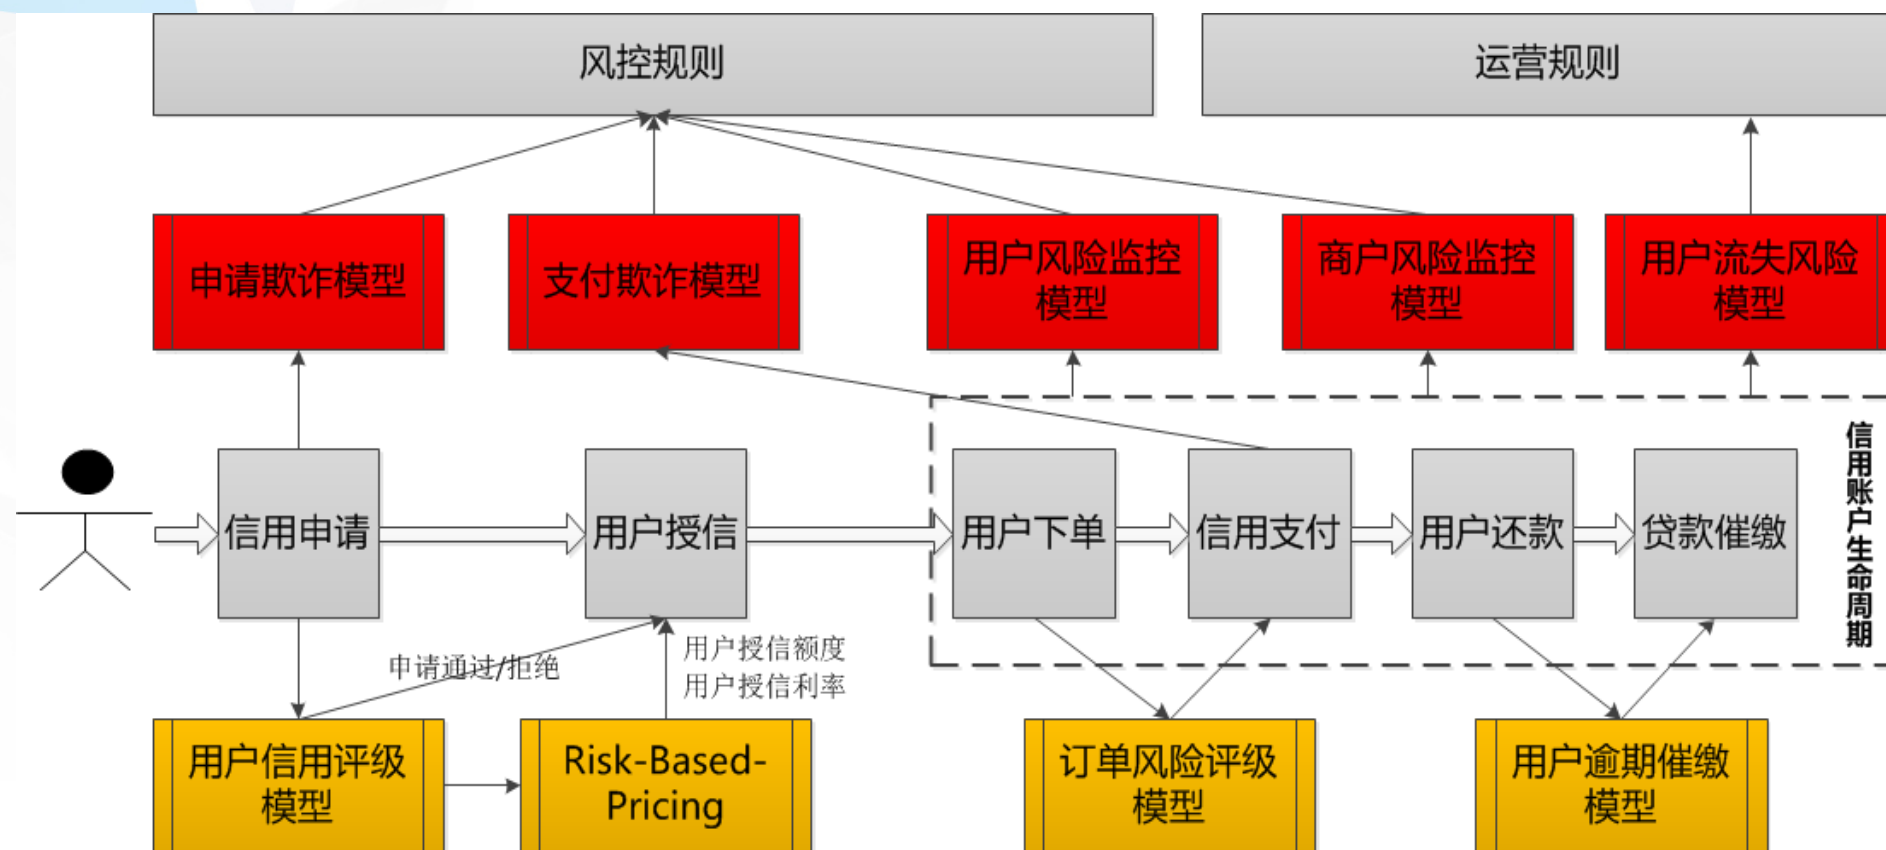 风控规则
运营规则
申请欺诈模型
支付欺诈模型
用户风险监控
模型
商户风险监控
模型
用户流失风险
模型
信用申请
用户授信
用户下单
信用支付
用户还款
贷款催缴
信用账户生命周期
申请通过/拒绝
用户授信额度
用户授信利率
用户信用评级
模型
Risk-Based-
Pricing
订单风险评级
模型
用户逾期催缴
模型